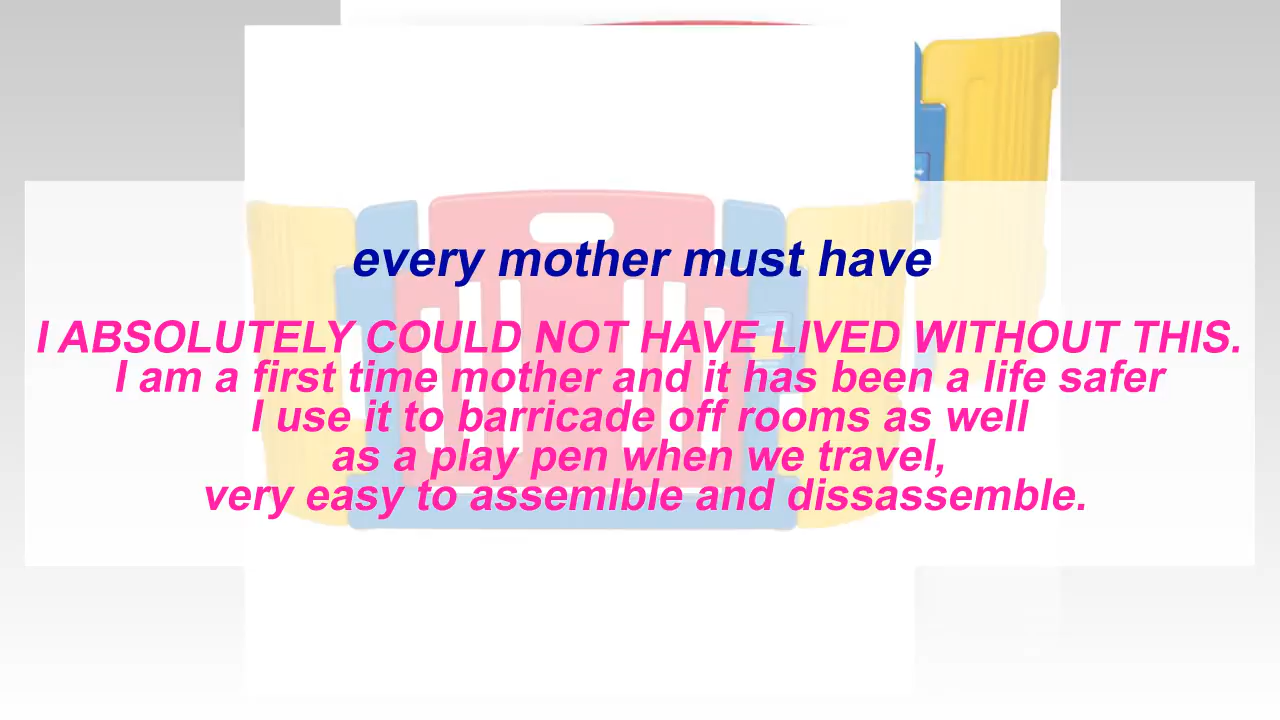 every mother must have
I ABSOLUTELY COULD NOT HAVE LIVED WITHOUT THIS.
I am a first time mother and it has been a life safer
I use it to barricade off rooms as well
as a play pen when we travel,
very easy to assemlble and dissassemble.